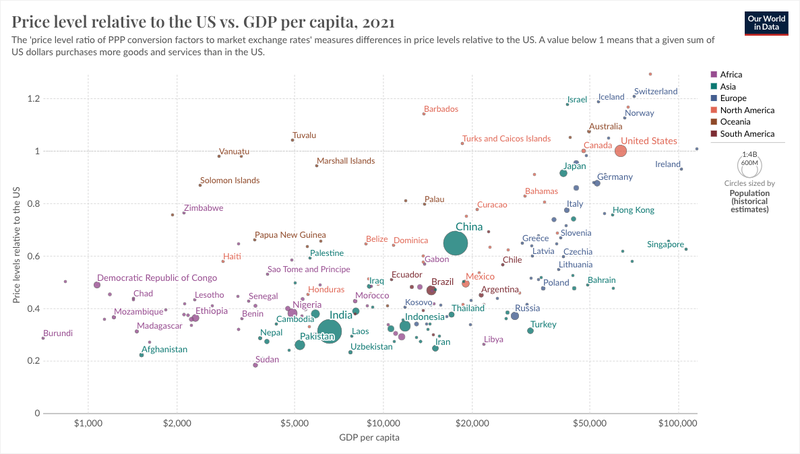 Price level relative to the US vs. GDP per capita, 2021
The 'price level ratio of PPP conversion factors to market exchange rates' measures differences in price levels relative to the US. A value below 1 means that a given sum of
US dollars purchases more goods and services than in the US.
Our World
in Data
Price levels relative to the US
1.2
1
0.8
0.6
0.4
0.2
0
$1,000
$2,000
$5,000
$10,000
$20,000
$50,000
$100,000
GDP per capita
Switzerland
Iceland
Israel
Norway
Barbados
Australia
Tuvalu
Turks and Caicos Islands
Canada
United States
Vanuatu
Marshall Islands
Japan
Ireland
Solomon Islands
Germany
Bahamas
Palau
Zimbabwe
Curacao
Italy
Hong Kong
Papua New Guinea
Belize
Dominica
China
Greece
Slovenia
Singapore
Haiti
Palestine
Gabon
Chile
Latvia
Czechia
Sao Tome and Principe
Lithuania
Democratic Republic of Congo
Iraq
Ecuador
Brazil
Mexico
Poland
Bahrain
Chad
Lesotho
Senegal
Honduras
Morocco
Kosovo
Argentina
Mozambique
Ethiopia
Benin
Nigeria
Cambodia
India
Indonesia
Thailand
Russia
Burundi
Madagascar
Nepal
Pakistan
Laos
Turkey
Afghanistan
Uzbekistan
Iran
Libya
Sudan
Africa
Asia
Europe
North America
Oceania
South America
1:4B
600M
Circles sized by
Population
(historical
estimates)